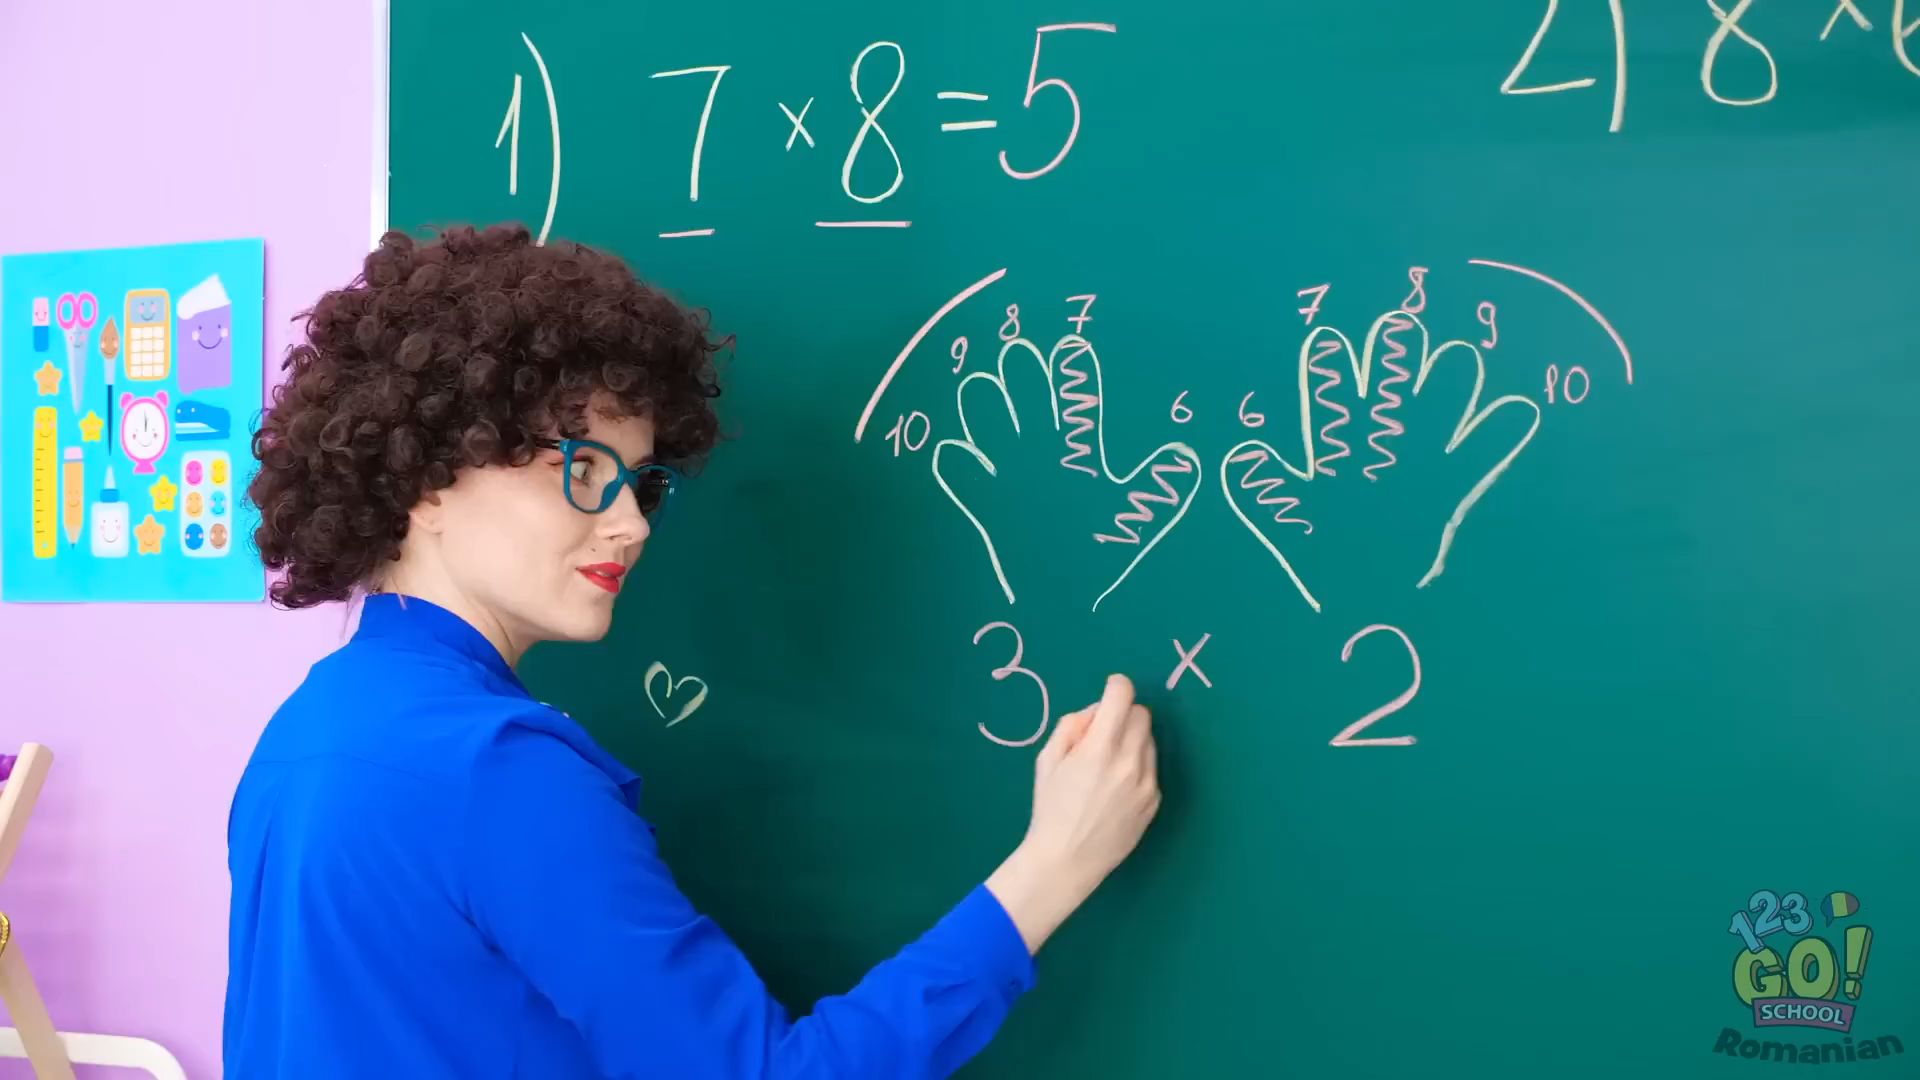 1) 7 × 8 = 5
2) 8 ×
10 9 8 7 6
6 7 8 9 10
3 × 2
123
GO!
SCHOOL
Romanian